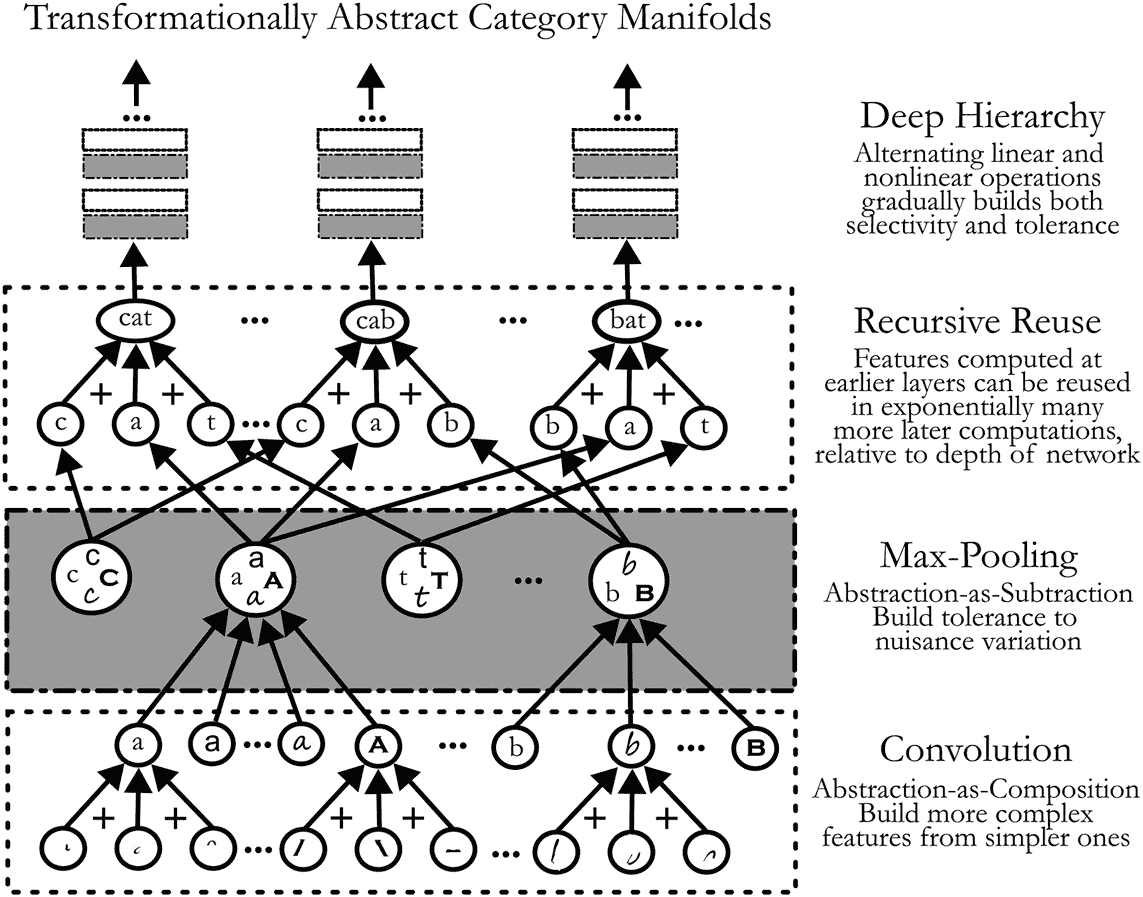 Transformationally Abstract Category Manifolds
... ... ...
Deep Hierarchy
Alternating linear and
nonlinear operations
gradually builds both
selectivity and tolerance
cat ... cab ... bat ...
+ + + + + +
c a t ... c a b b a t
Recursive Reuse
Features computed at
earlier layers can be reused
in exponentially many
more later computations,
relative to depth of network
c c C c
a a A a
t t T t
...
b b B
Max-Pooling
Abstraction-as-Subtraction
Build tolerance to
nuisance variation
a a ... a A ... b b ... B
+ + + + + +
... ...
Convolution
Abstraction-as-Composition
Build more complex
features from simpler ones